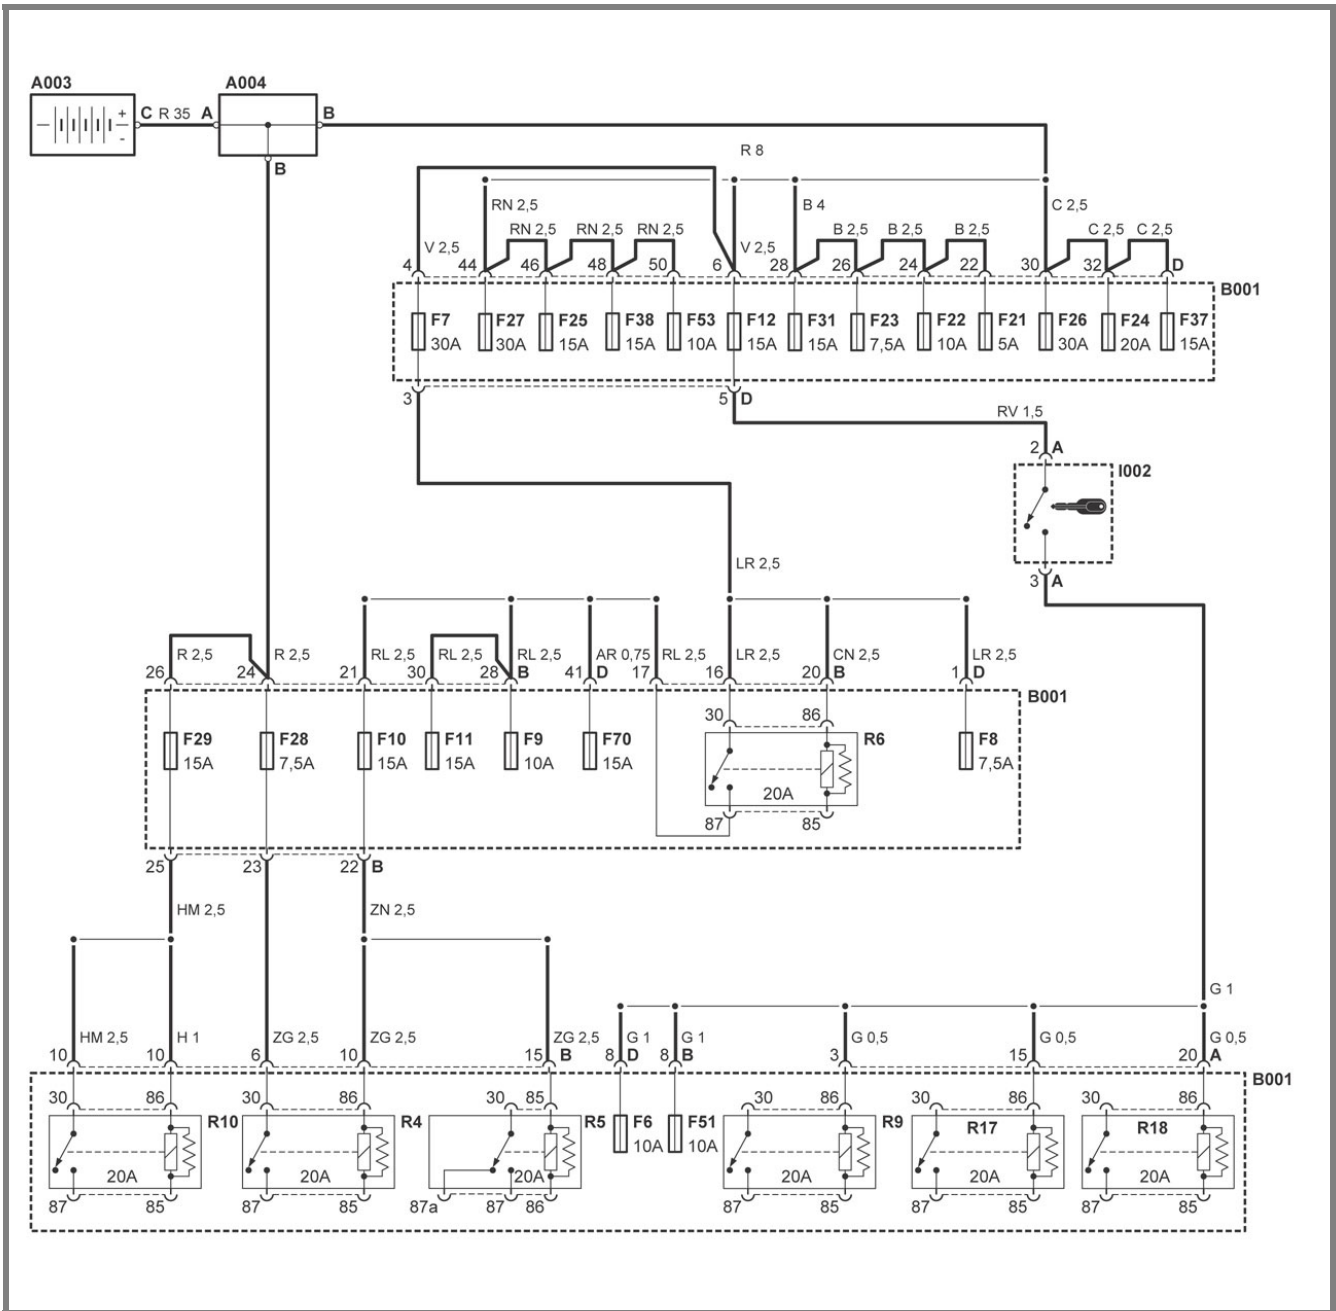 A003
A004
+
-
C R 35 A
B
B
R 8
RN 2,5
B 4
C 2,5
RN 2,5 RN 2,5 RN 2,5
B 2,5 B 2,5 B 2,5
C 2,5 C 2,5
V 2,5
V 2,5
4 44 46 48 50 6 28 26 24 22 30 32 D
B001
F7 F27 F25 F38 F53 F12 F31 F23 F22 F21 F26 F24 F37
30A 30A 15A 15A 10A 15A 15A 7,5A 10A 5A 30A 20A 15A
3 5 D
RV 1,5
2 A
I002
LR 2,5
3 A
R 2,5 R 2,5 RL 2,5 RL 2,5 RL 2,5 AR 0,75 RL 2,5 LR 2,5 CN 2,5 LR 2,5
26 24 21 30 28 B 41 D 17 16 20 B 1 D
B001
30 86
F29 F28 F10 F11 F9 F70 R6 F8
15A 7,5A 15A 15A 10A 15A 7,5A
20A
87 85
25 23 22 B
HM 2,5 ZN 2,5
G 1
HM 2,5 H 1 ZG 2,5 ZG 2,5 ZG 2,5 G 1 G 1 G 0,5 G 0,5 G 0,5
10 10 6 10 15 B 8 D 8 B 3 15 20 A
B001
30 86 30 86 30 85 30 86 30 86 30 86
R10 R4 R5 F6 F51 R9 R17 R18
10A 10A
20A 20A 20A 20A 20A 20A
87 85 87 85 87a 87 86 87 85 87 85 87 85